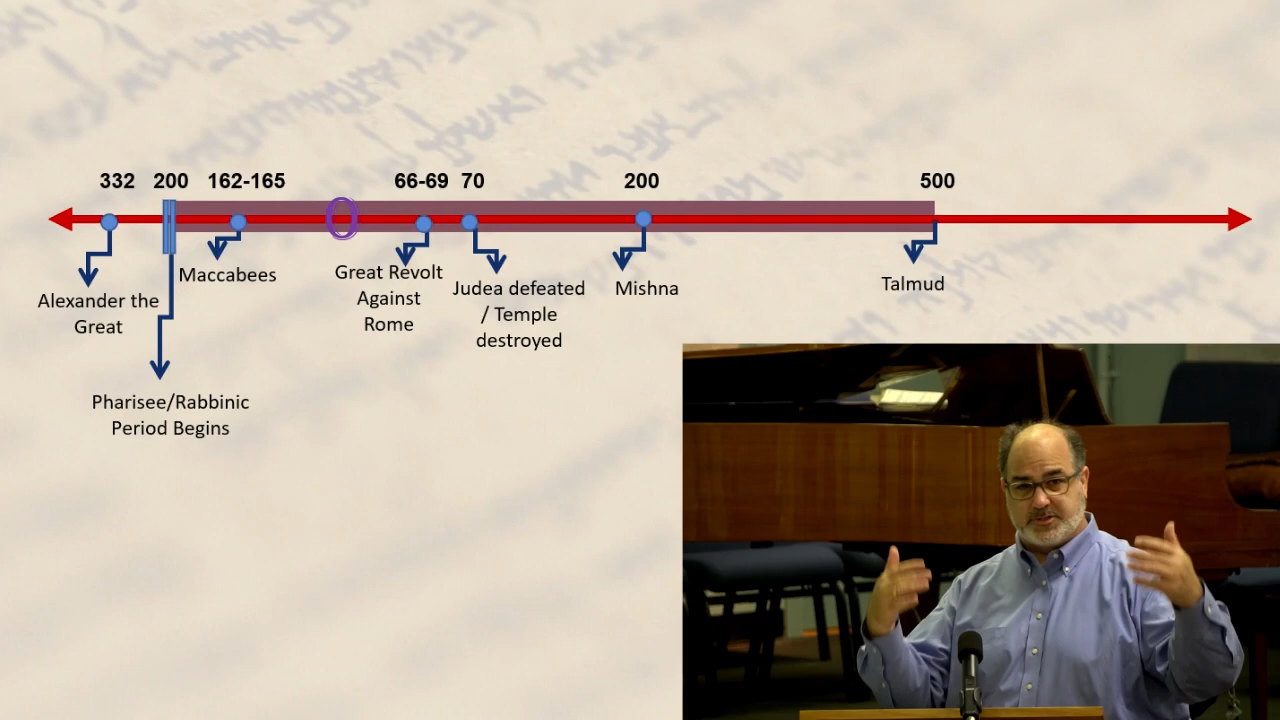 332 200 162-165 66-69 70 200 500
Alexander the
Great
Pharisee/Rabbinic
Period Begins
Maccabees
Great Revolt
Against
Rome
Judea defeated
/ Temple
destroyed
Mishna
Talmud